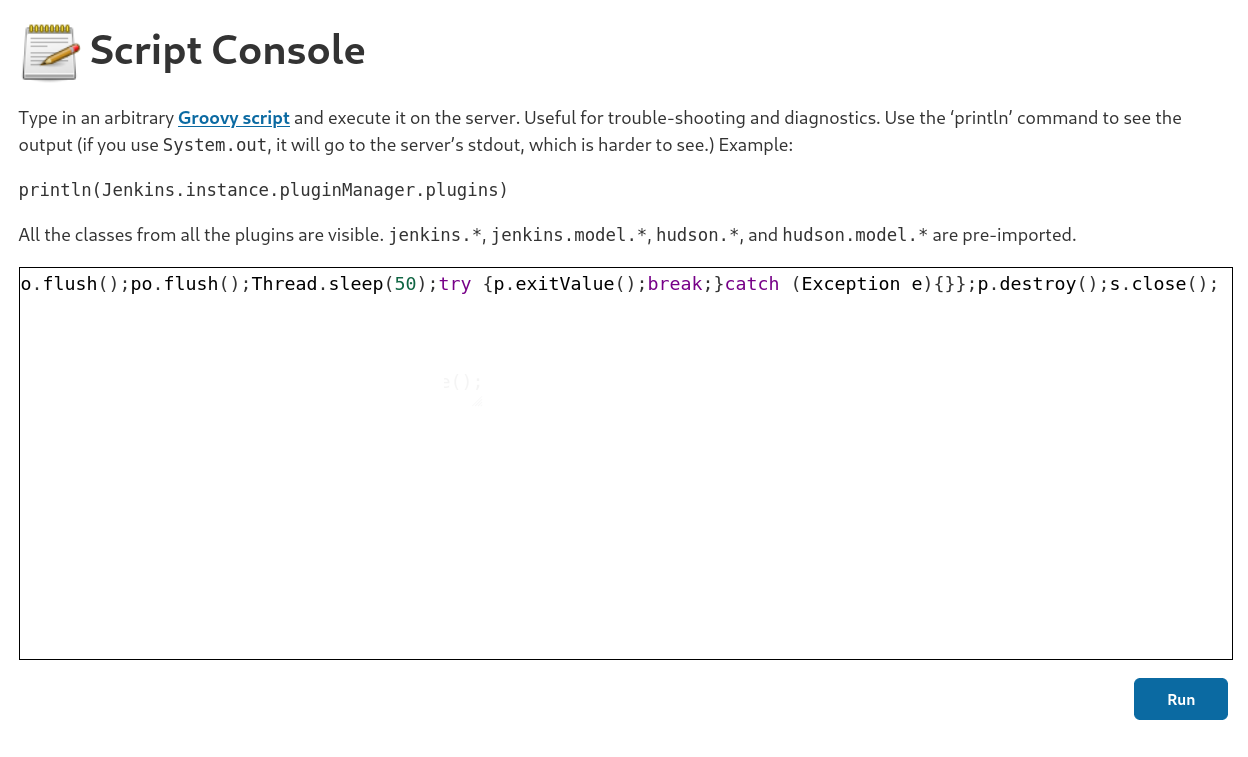 Script Console
Type in an arbitrary Groovy script and execute it on the server. Useful for trouble-shooting and diagnostics. Use the ‘println’ command to see the
output (if you use System.out, it will go to the server’s stdout, which is harder to see.) Example:
println(Jenkins.instance.pluginManager.plugins)
All the classes from all the plugins are visible. jenkins.*, jenkins.model.*, hudson.*, and hudson.model.* are pre-imported.
o.flush();po.flush();Thread.sleep(50);try {p.exitValue();break;}catch (Exception e){}};p.destroy();s.close();
e();
Run